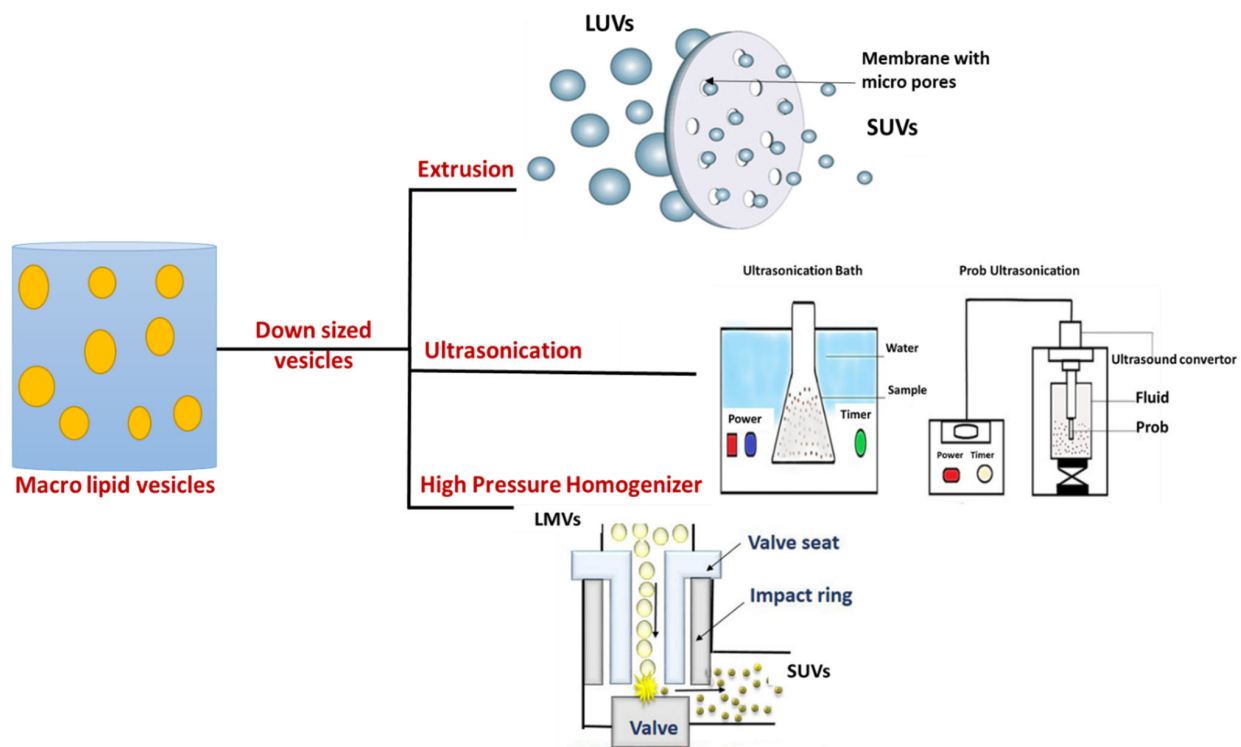 LUVs
Membrane with
micro pores
SUVs
Extrusion
Ultrasonication Bath
Prob Ultrasonication
Down sized
vesicles
Ultrasonication
Water
Sample
Power
Timer
Ultrasound convertor
Fluid
Prob
Power
Timer
Macro lipid vesicles
High Pressure Homogenizer
LMVs
Valve seat
Impact ring
SUVs
Valve